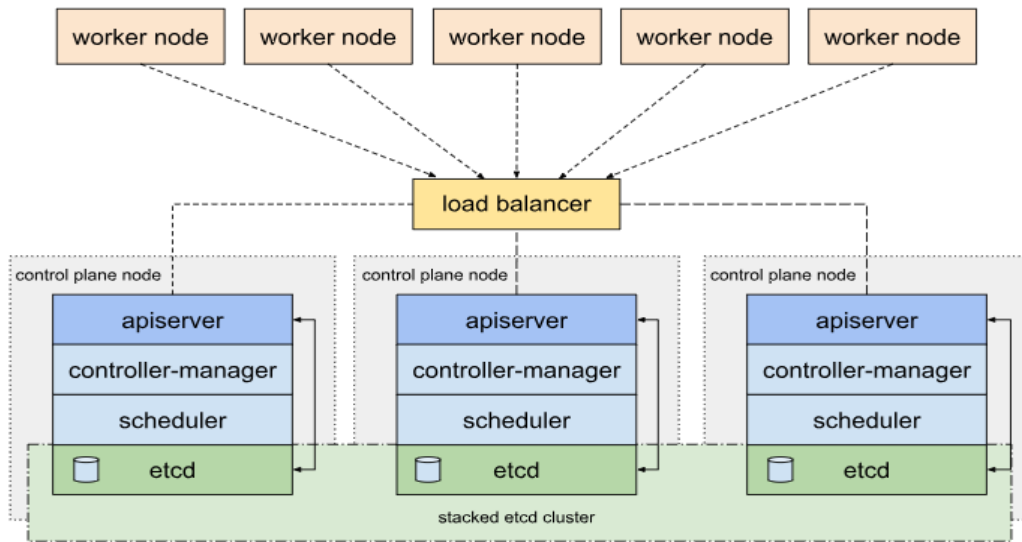 worker node
worker node
worker node
worker node
worker node
load balancer
control plane node
control plane node
control plane node
apiserver
apiserver
apiserver
controller-manager
controller-manager
controller-manager
scheduler
scheduler
scheduler
etcd
etcd
etcd
stacked etcd cluster